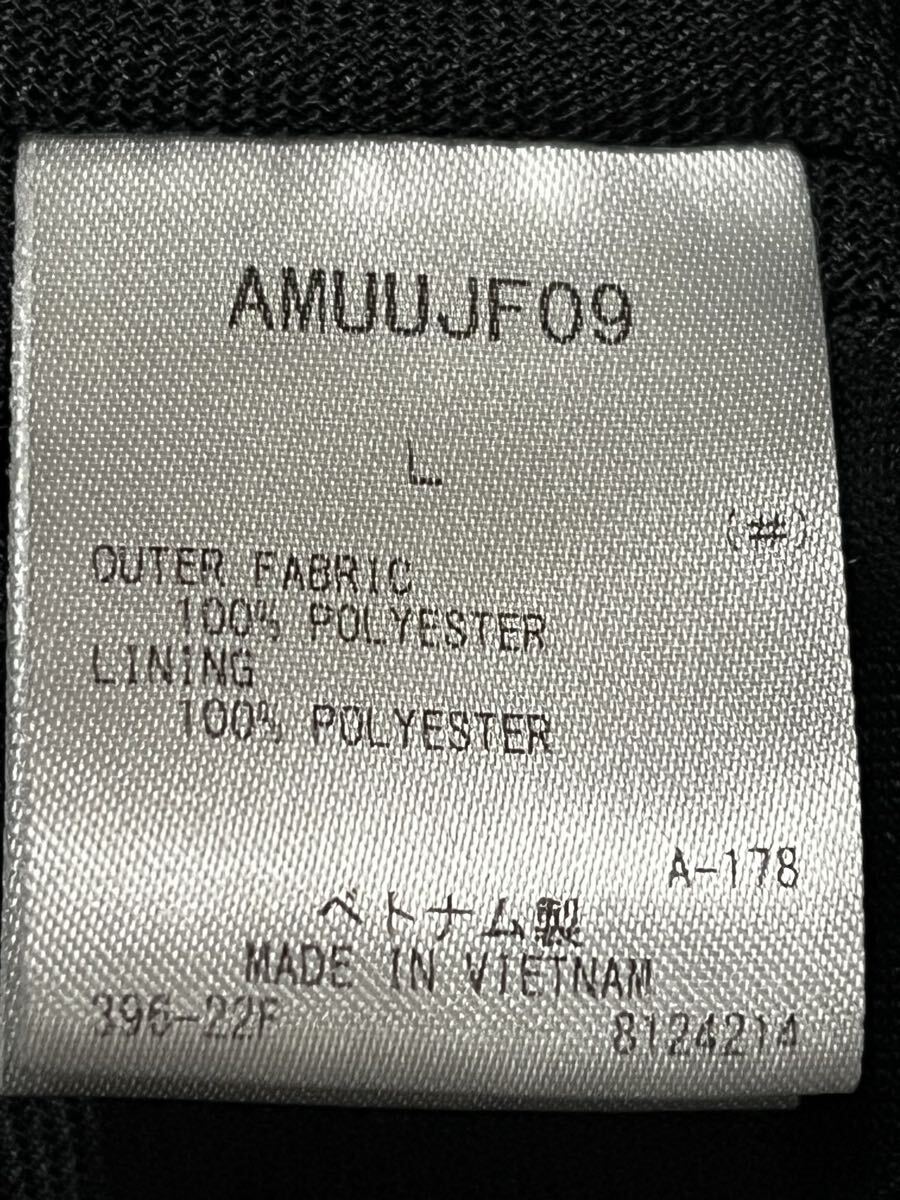 AMUUJF09
L
(#)
OUTER FABRIC
100% POLYESTER
LINING
100% POLYESTER
A-178
ベトナム製
MADE IN VIETNAM
395-22F
8124214